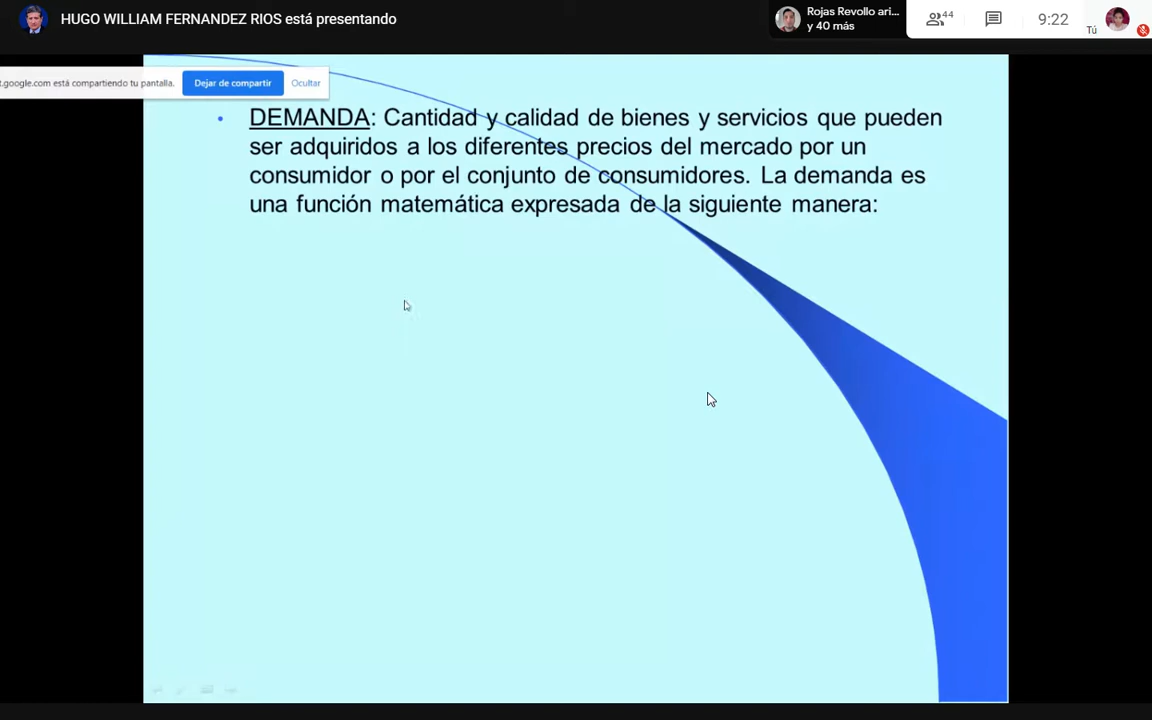 HUGO WILLIAM FERNANDEZ RIOS está presentando
Rojas Revollo ari...
y 40 más
44
9:22
Tú
t.google.com está compartiendo tu pantalla.
Dejar de compartir
Ocultar
• DEMANDA: Cantidad y calidad de bienes y servicios que pueden
ser adquiridos a los diferentes precios del mercado por un
consumidor o por el conjunto de consumidores. La demanda es
una función matemática expresada de la siguiente manera: